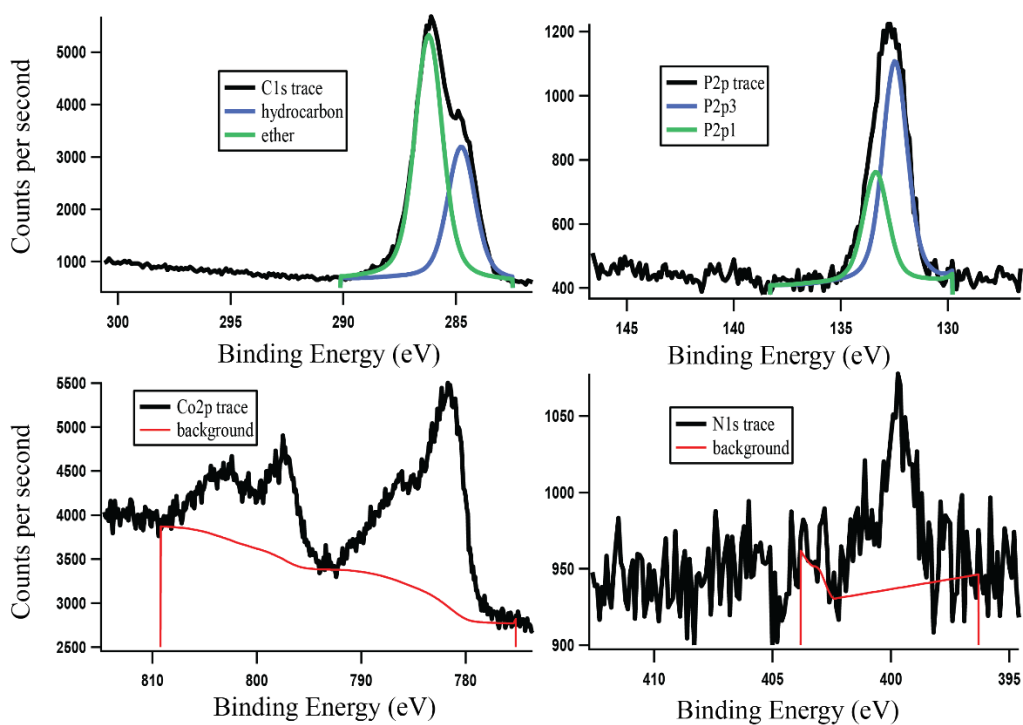 Counts per second
5000
4000
3000
2000
1000
C1s trace
hydrocarbon
ether
300
295
290
285
Binding Energy (eV)
1200
1000
800
600
400
P2p trace
P2p3
P2p1
145
140
135
130
Binding Energy (eV)
Counts per second
5500
5000
4500
4000
3500
3000
2500
Co2p trace
background
810
800
790
780
Binding Energy (eV)
1050
1000
950
900
N1s trace
background
410
405
400
395
Binding Energy (eV)